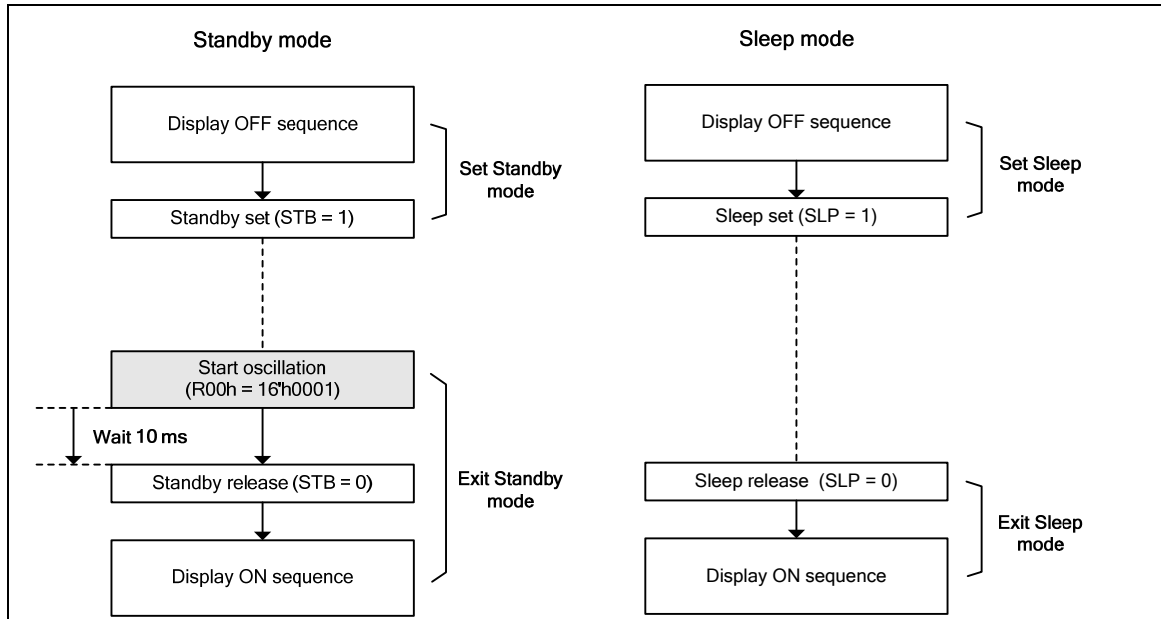 Standby mode
Display OFF sequence
Set Standby
mode
Standby set (STB = 1)
Start oscillation
(R00h = 16'h0001)
Wait 10 ms
Standby release (STB = 0)
Exit Standby
mode
Display ON sequence
Sleep mode
Display OFF sequence
Set Sleep
mode
Sleep set (SLP = 1)
Sleep release (SLP = 0)
Exit Sleep
mode
Display ON sequence